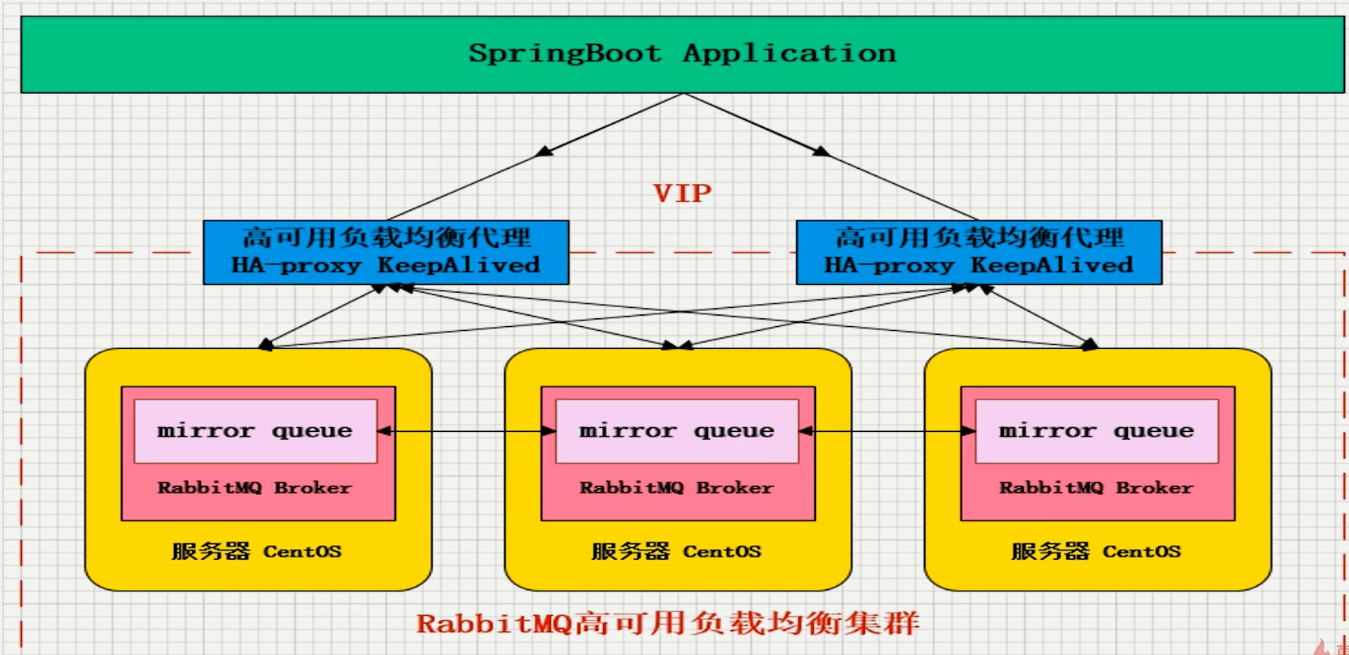 SpringBoot Application
VIP
高可用负载均衡代理
HA-proxy KeepAlived
高可用负载均衡代理
HA-proxy KeepAlived
mirror queue
RabbitMQ Broker
服务器 CentOS
mirror queue
RabbitMQ Broker
服务器 CentOS
mirror queue
RabbitMQ Broker
服务器 CentOS
RabbitMQ高可用负载均衡集群